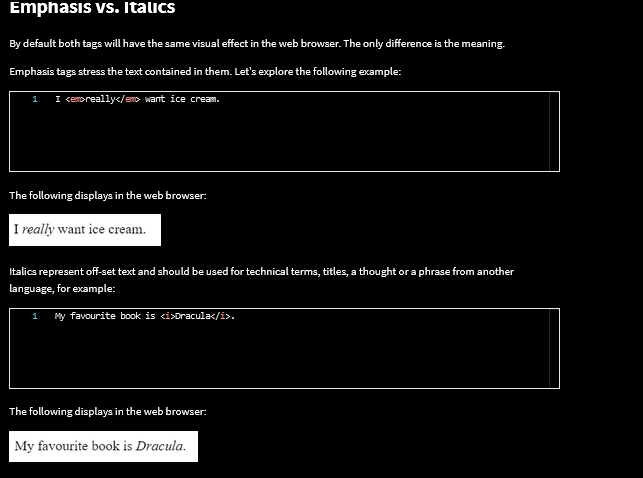 Emphasis vs. Italics
By default both tags will have the same visual effect in the web browser. The only difference is the meaning.
Emphasis tags stress the text contained in them. Let's explore the following example:
1 I <em>really</em> want ice cream.
The following displays in the web browser:
I really want ice cream.
Italics represent off-set text and should be used for technical terms, titles, a thought or a phrase from another
language, for example:
1 My favourite book is <i>Dracula</i>.
The following displays in the web browser:
My favourite book is Dracula.